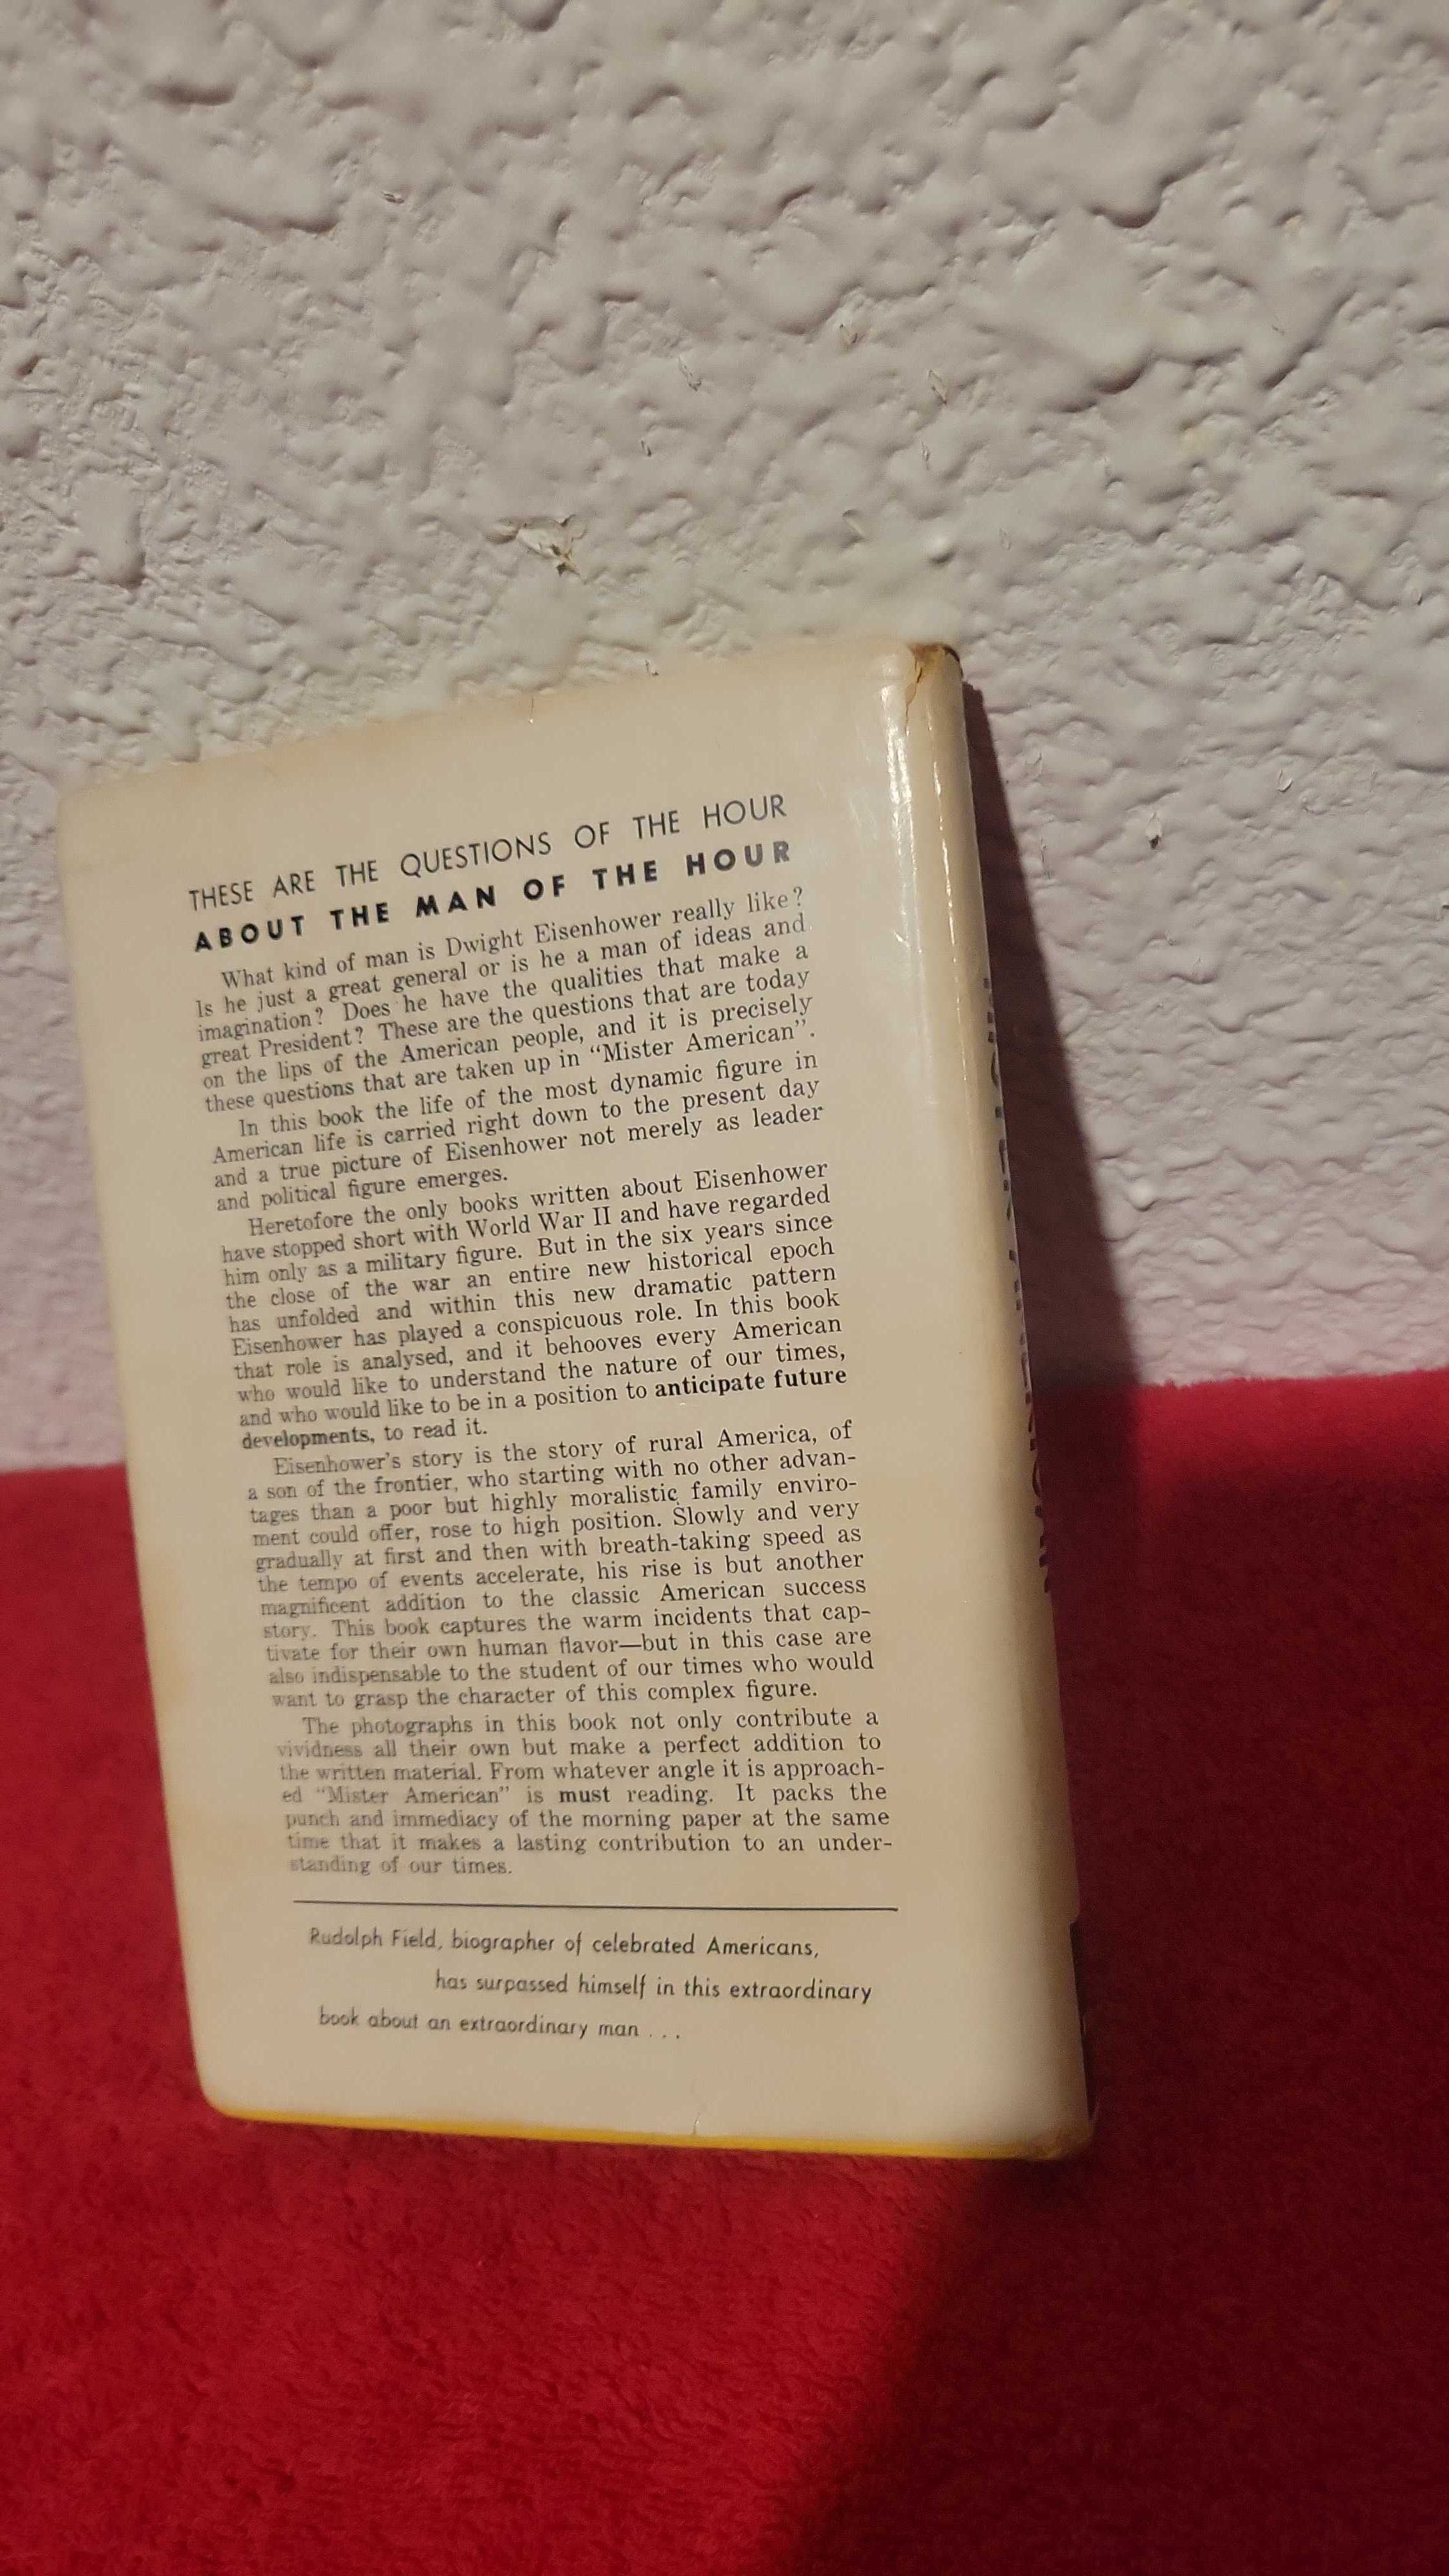 THESE ARE THE QUESTIONS OF THE HOUR
ABOUT THE MAN OF THE HOUR
What kind of man is Dwight Eisenhower really like?
Is he just a great general or is he a man of ideas and
imagination? Does he have the qualities that make a
great President? These are the questions that are today
on the lips of the American people, and it is precisely
these questions that are taken up in "Mister American".
In this book the life of the most dynamic figure in
American life is carried right down to the present day
and a true picture of Eisenhower not merely as leader
and political figure emerges.
Heretofore the only books written about Eisenhower
have stopped short with World War II and have regarded
him only as a military figure. But in the six years since
the close of the war an entire new historical epoch
has unfolded and within this new dramatic pattern
Eisenhower has played a conspicuous role. In this book
that role is analysed, and it behooves every American
who would like to understand the nature of our times,
and who would like to be in a position to anticipate future
developments, to read it.
Eisenhower's story is the story of rural America, of
a son of the frontier, who starting with no other advan-
tages than a poor but highly moralistic family enviro-
ment could offer, rose to high position. Slowly and very
gradually at first and then with breath-taking speed as
the tempo of events accelerate, his rise is but another
magnificent addition to the classic American success
story. This book captures the warm incidents that cap-
tivate for their own human flavor—but in this case are
also indispensable to the student of our times who would
want to grasp the character of this complex figure.
The photographs in this book not only contribute a
vividness all their own but make a perfect addition to
the written material. From whatever angle it is approach-
ed "Mister American" is must reading. It packs the
punch and immediacy of the morning paper at the same
time that it makes a lasting contribution to an under-
standing of our times.
Rudolph Field, biographer of celebrated Americans,
has surpassed himself in this extraordinary
book about an extraordinary man . . .